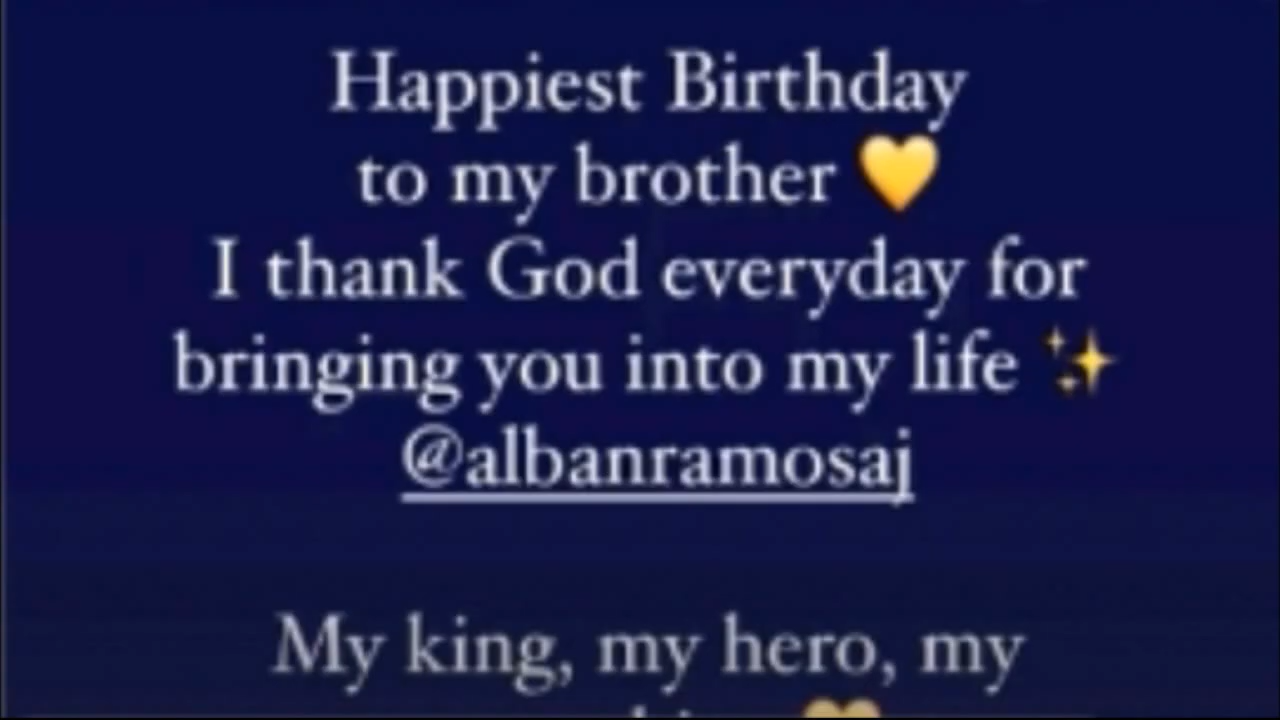 Happiest Birthday
to my brother 💛
I thank God everyday for
bringing you into my life ✨
@albanramosaj
My king, my hero, my